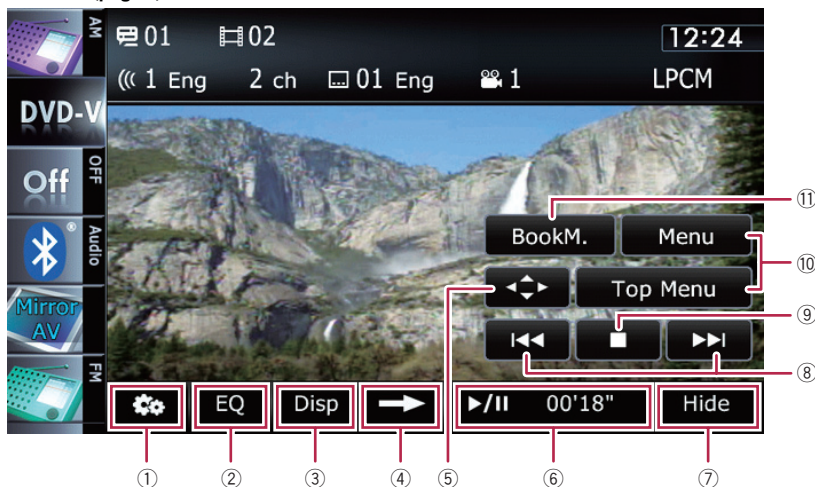 AM
01 02 12:24
1 Eng 2 ch 01 Eng 1 LPCM
DVD-V
Off OFF
Audio
Mirror
AV
FM
BookM. Menu
Top Menu
EQ Disp 00'18" Hide
⑪
⑩
⑨
⑧
① ② ③ ④ ⑤ ⑥ ⑦